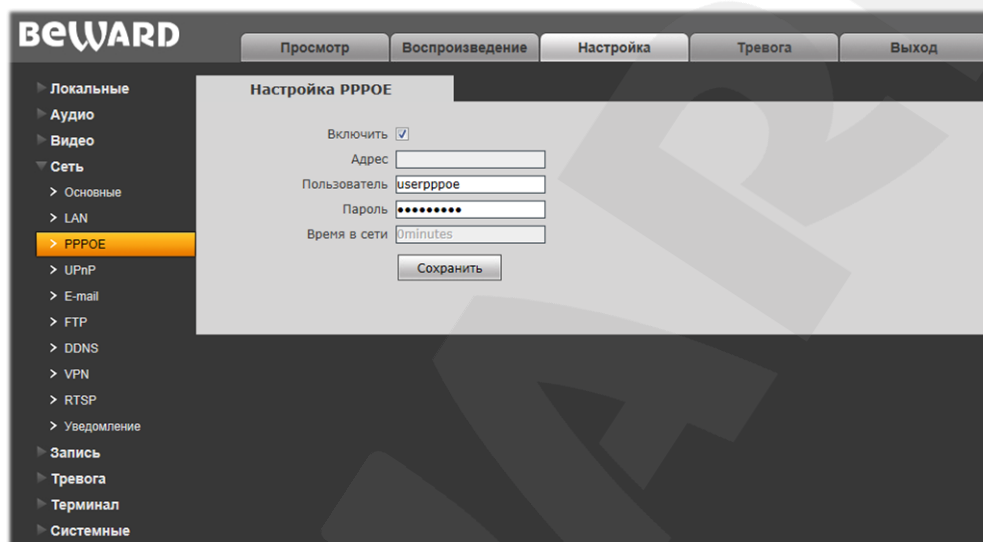 BEWARD
Просмотр Воспроизведение Настройка Тревога Выход
Локальные
Аудио
Видео
Сеть
Основные
LAN
PPPOE
UPnP
E-mail
FTP
DDNS
VPN
RTSP
Уведомление
Запись
Тревога
Терминал
Системные
Настройка PPPOE
Включить
Адрес
Пользователь userpppoe
Пароль •••••••••
Время в сети 0minutes
Сохранить